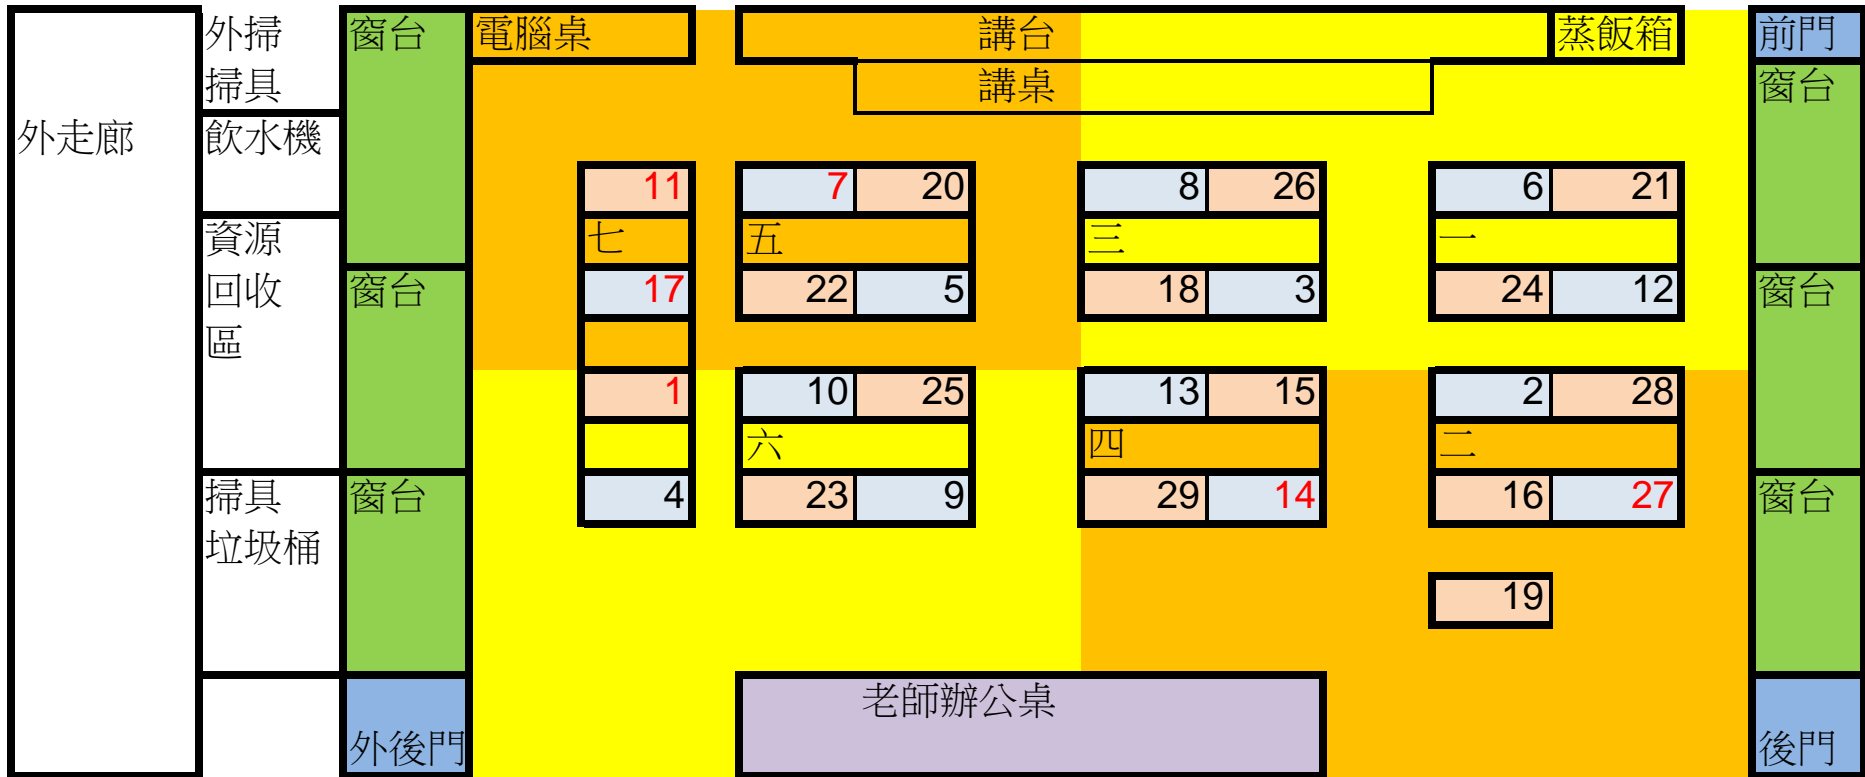 外掃 窗台 電腦桌 講台 蒸飯箱 前門
掃具 講桌 窗台
外走廊 飲水機
11 7 20 8 26 6 21
資源 七 五 三 一
回收 窗台 17 22 5 18 3 24 12 窗台
區
1 10 25 13 15 2 28
六 四 二
掃具 窗台 4 23 9 29 14 16 27 窗台
垃圾桶
19
老師辦公桌
外後門 後門